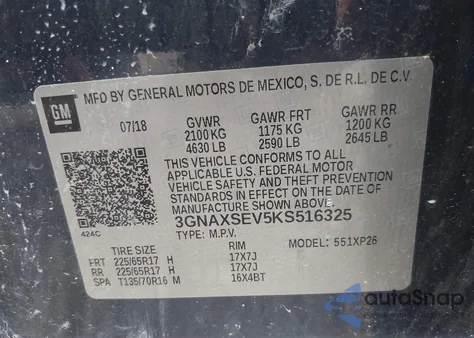 GM
MFD BY GENERAL MOTORS DE MEXICO, S. DE R.L. DE C.V.
07/18 GVWR GAWR FRT GAWR RR
2100 KG 1175 KG 1200 KG
4630 LB 2590 LB 2645 LB
THIS VEHICLE CONFORMS TO ALL
APPLICABLE U.S. FEDERAL MOTOR
VEHICLE SAFETY AND THEFT PREVENTION
STANDARDS IN EFFECT ON THE DATE OF
MANUFACTURE SHOWN ABOVE.
3GNAXSEV5KS516325
424C TYPE: M.P.V. MODEL: 551XP26
TIRE SIZE RIM
FRT 225/65R17 H 17X7J
RR 225/65R17 H 17X7J
SPA T135/70R16 M 16X4BT
autoSnap